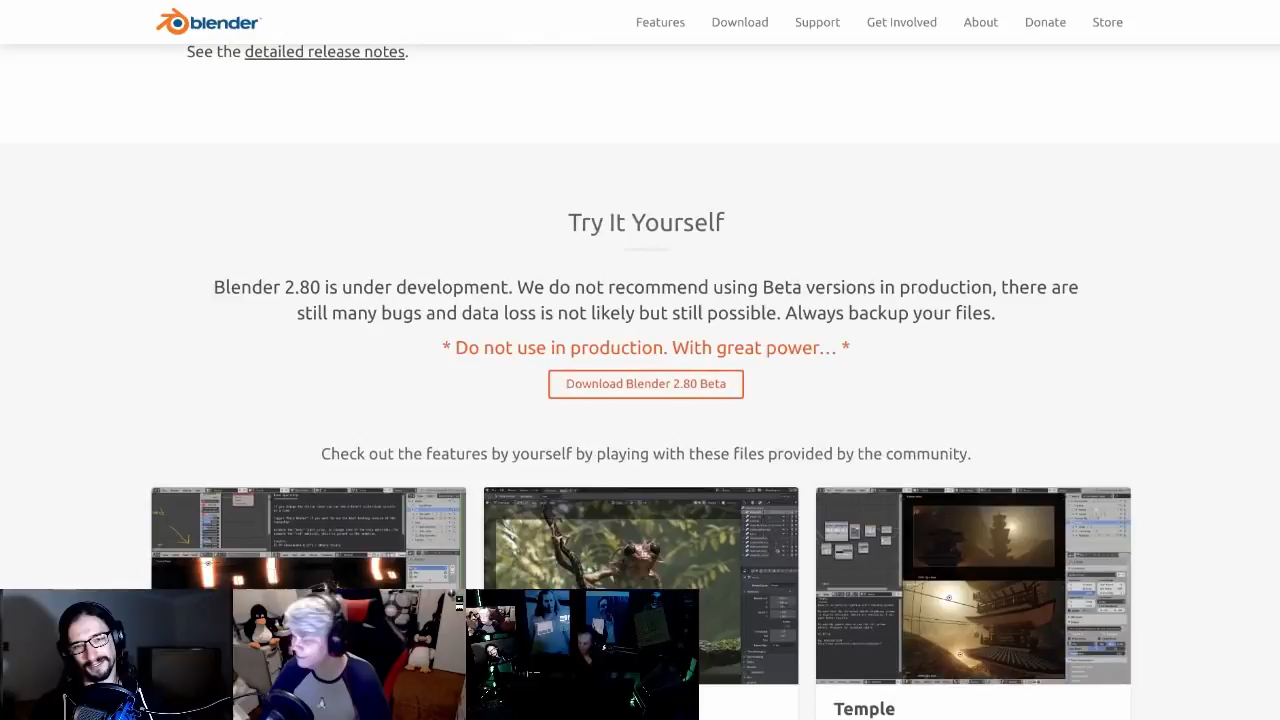 blender
Features
Download
Support
Get Involved
About
Donate
Store
See the detailed release notes.
Try It Yourself
Blender 2.80 is under development. We do not recommend using Beta versions in production, there are
still many bugs and data loss is not likely but still possible. Always backup your files.
* Do not use in production. With great power… *
Download Blender 2.80 Beta
Check out the features by yourself by playing with these files provided by the community.
Temple